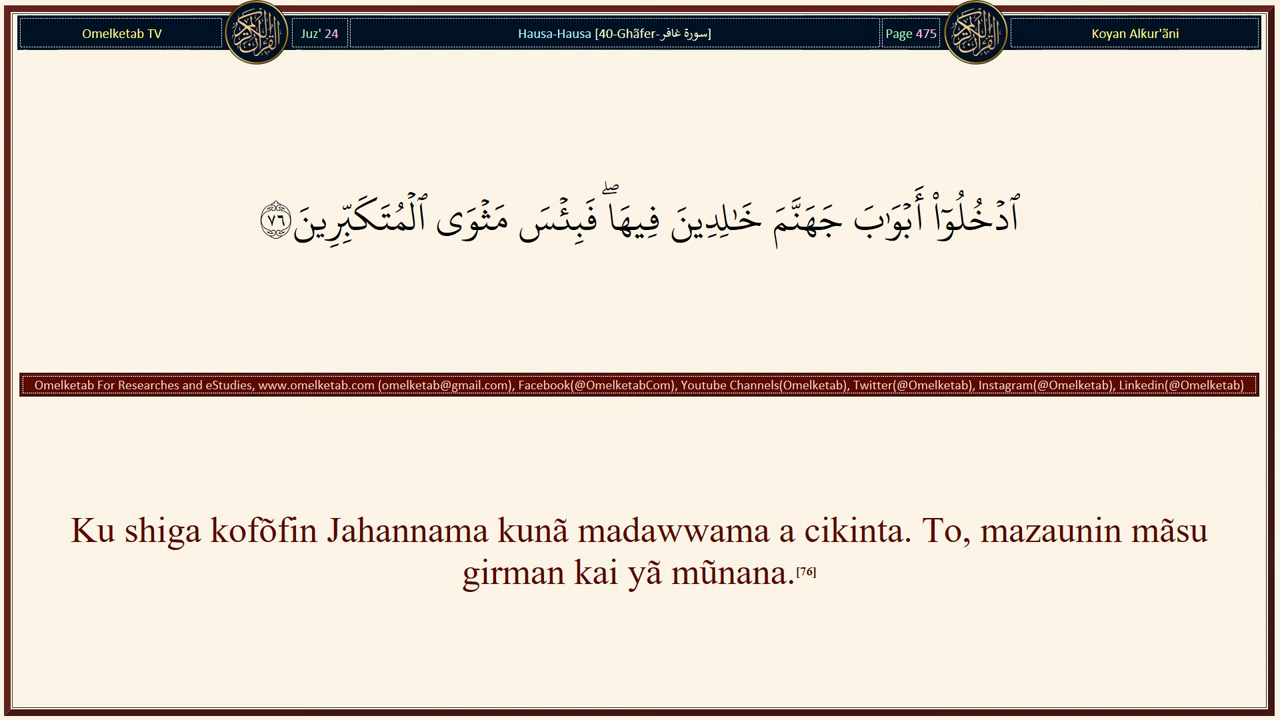 Omelketab TV
Juz' 24
Hausa-Hausa [40-Ghãfer-سورة غافر]
Page 475
Koyan Alƙur'ãni
ٱدۡخُلُوٓاْ أَبۡوَٰبَ جَهَنَّمَ خَٰلِدِينَ فِيهَاۖ فَبِئۡسَ مَثۡوَى ٱلۡمُتَكَبِّرِينَ ٧٦
Omelketab For Researches and eStudies, www.omelketab.com (omelketab@gmail.com), Facebook(@OmelketabCom), Youtube Channels(Omelketab), Twitter(@Omelketab), Instagram(@Omelketab), Linkedin(@Omelketab)
Ku shiga kofõfin Jahannama kunã madawwama a cikinta. To, mazaunin mãsu
girman kai yã mũnana.[76]